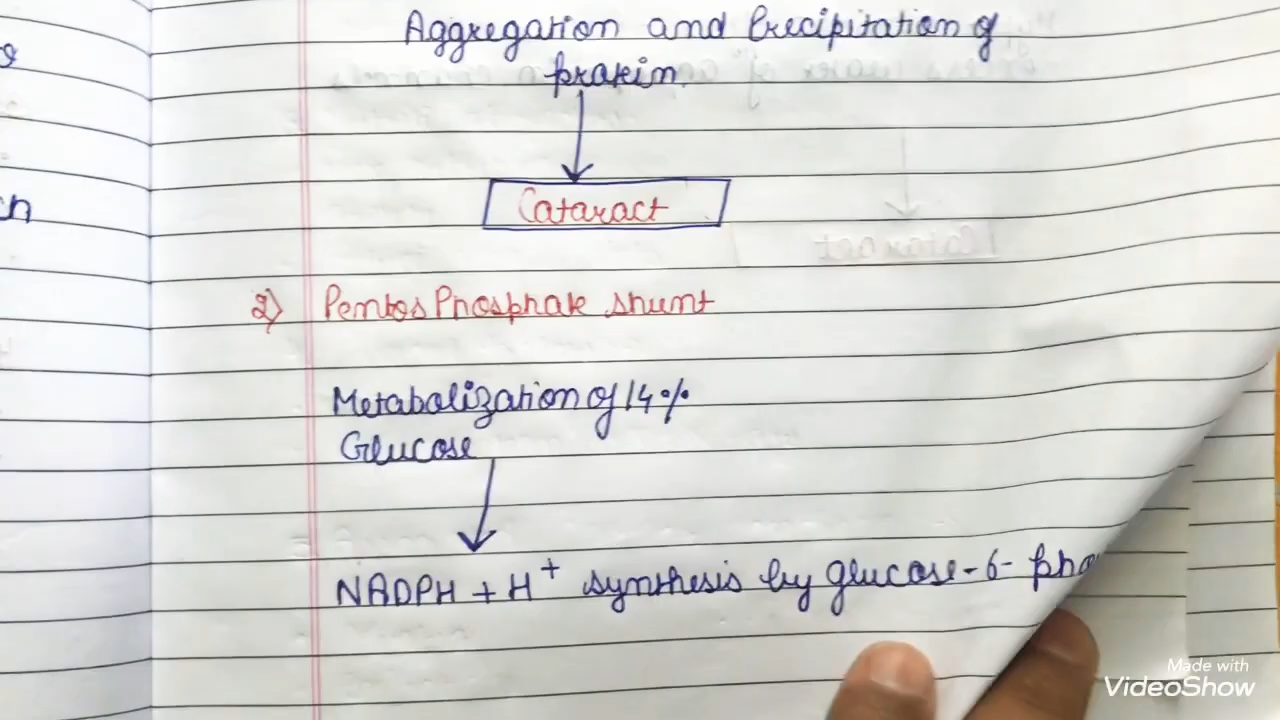 Aggregation and Precipitation of
protein
Cataract
2) Pentos Phosphate shunt
Metabolization of 14%
Glucose
NADPH + H+ synthesis by glucose-6-pho
Made with
VideoShow